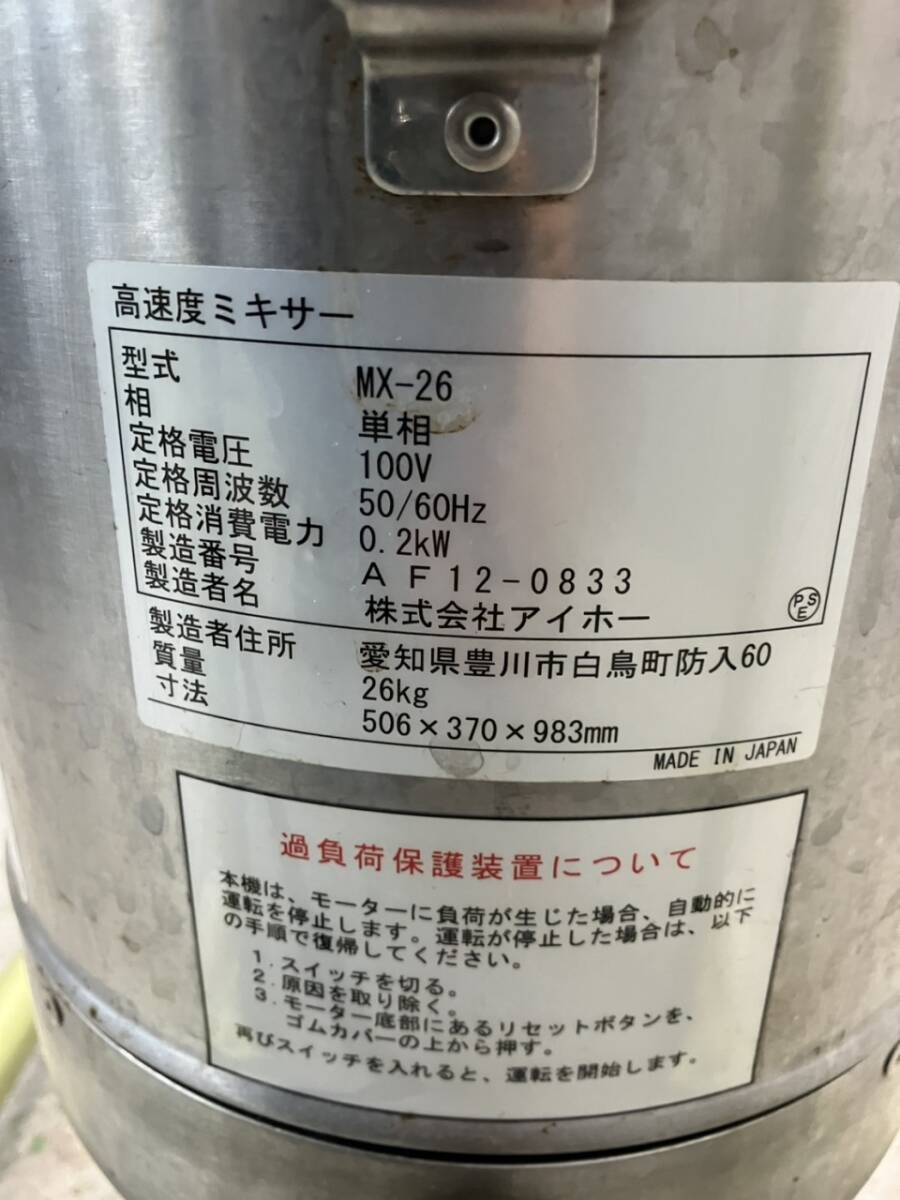 高速度ミキサー
型式 MX-26
相 単相
定格電圧 100V
定格周波数 50/60Hz
定格消費電力 0.2kW
製造番号 AF12-0833
製造者名 株式会社アイホー
PSE
製造者住所 愛知県豊川市白鳥町防入60
質量 26kg
寸法 506×370×983mm
MADE IN JAPAN
過負荷保護装置について
本機は、モーターに負荷が生じた場合、自動的に
運転を停止します。運転が停止した場合は、以下
の手順で復帰してください。
1.スイッチを切る。
2.原因を取り除く。
3.モーター底部にあるリセットボタンを、
ゴムカバーの上から押す。
再びスイッチを入れると、運転を開始します。